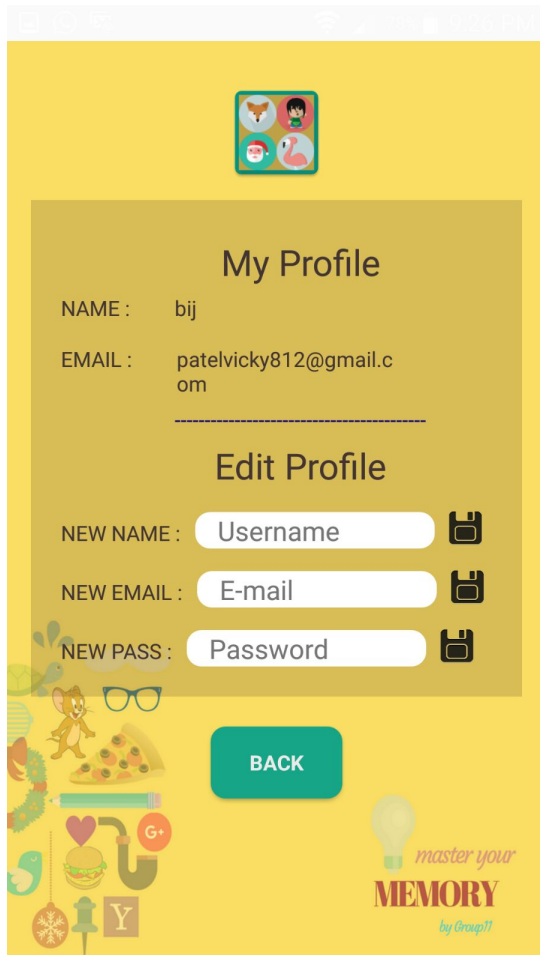 My Profile
NAME : bij
EMAIL : patelvicky812@gmail.c
om
-----------------------------------------
Edit Profile
NEW NAME : Username
NEW EMAIL : E-mail
NEW PASS : Password
BACK
G+
Y
master your
MEMORY
by Group11